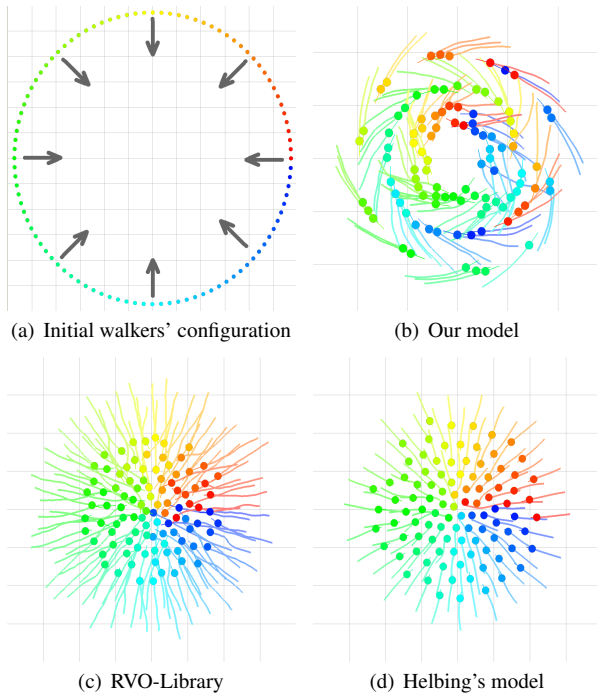 (a) Initial walkers' configuration
(b) Our model
(c) RVO-Library
(d) Helbing's model